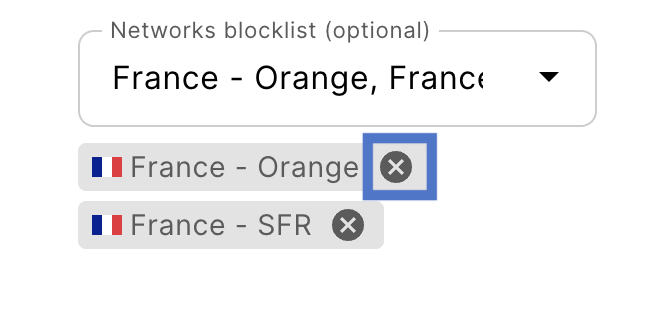 Networks blocklist (optional)
France - Orange, France
France - Orange
France - SFR